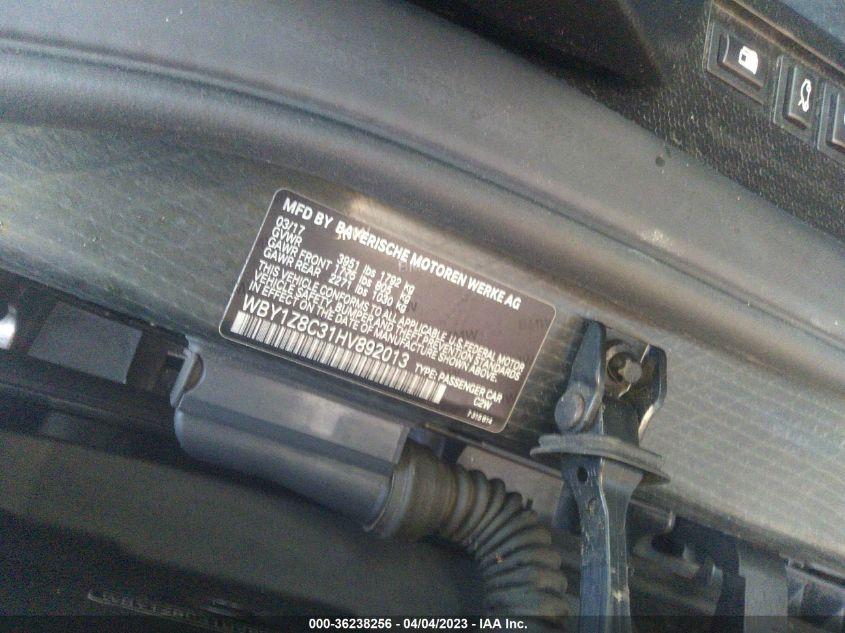 MFD BY BAYERISCHE MOTOREN WERKE AG
03/17
GVWR 3951 lbs 1792 kg
GAWR FRONT lbs kg
GAWR REAR 2271 lbs 1030 kg
THIS VEHICLE CONFORMS TO ALL APPLICABLE U.S. FEDERAL MOTOR
VEHICLE SAFETY, BUMPER, AND THEFT PREVENTION STANDARDS
IN EFFECT ON THE DATE OF MANUFACTURE SHOWN ABOVE.
WBY1Z8C31HV892013
TYPE: PASSENGER CAR
C2W
000-36238256 - 04/04/2023 - IAA Inc.